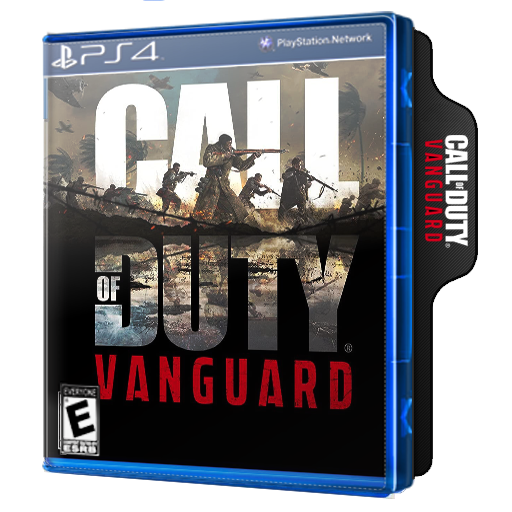 PS4
PlayStation.Network
CALL
OF DUTY®
VANGUARD
EVERYONE
E
ESRB
CALL OF DUTY
VANGUARD